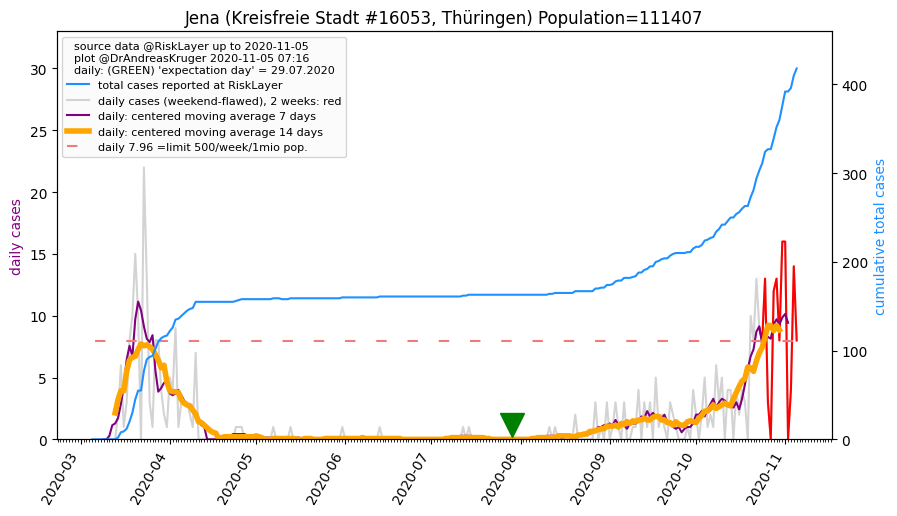 Jena (Kreisfreie Stadt #16053, Thüringen) Population=111407
source data @RiskLayer up to 2020-11-05
plot @DrAndreasKruger 2020-11-05 07:16
daily: (GREEN) 'expectation day' = 29.07.2020
total cases reported at RiskLayer
daily cases (weekend-flawed), 2 weeks: red
daily: centered moving average 7 days
daily: centered moving average 14 days
daily 7.96 =limit 500/week/1mio pop.
daily cases
30
25
20
15
10
5
0
400
300
200
100
0
cumulative total cases
2020-03
2020-04
2020-05
2020-06
2020-07
2020-08
2020-09
2020-10
2020-11